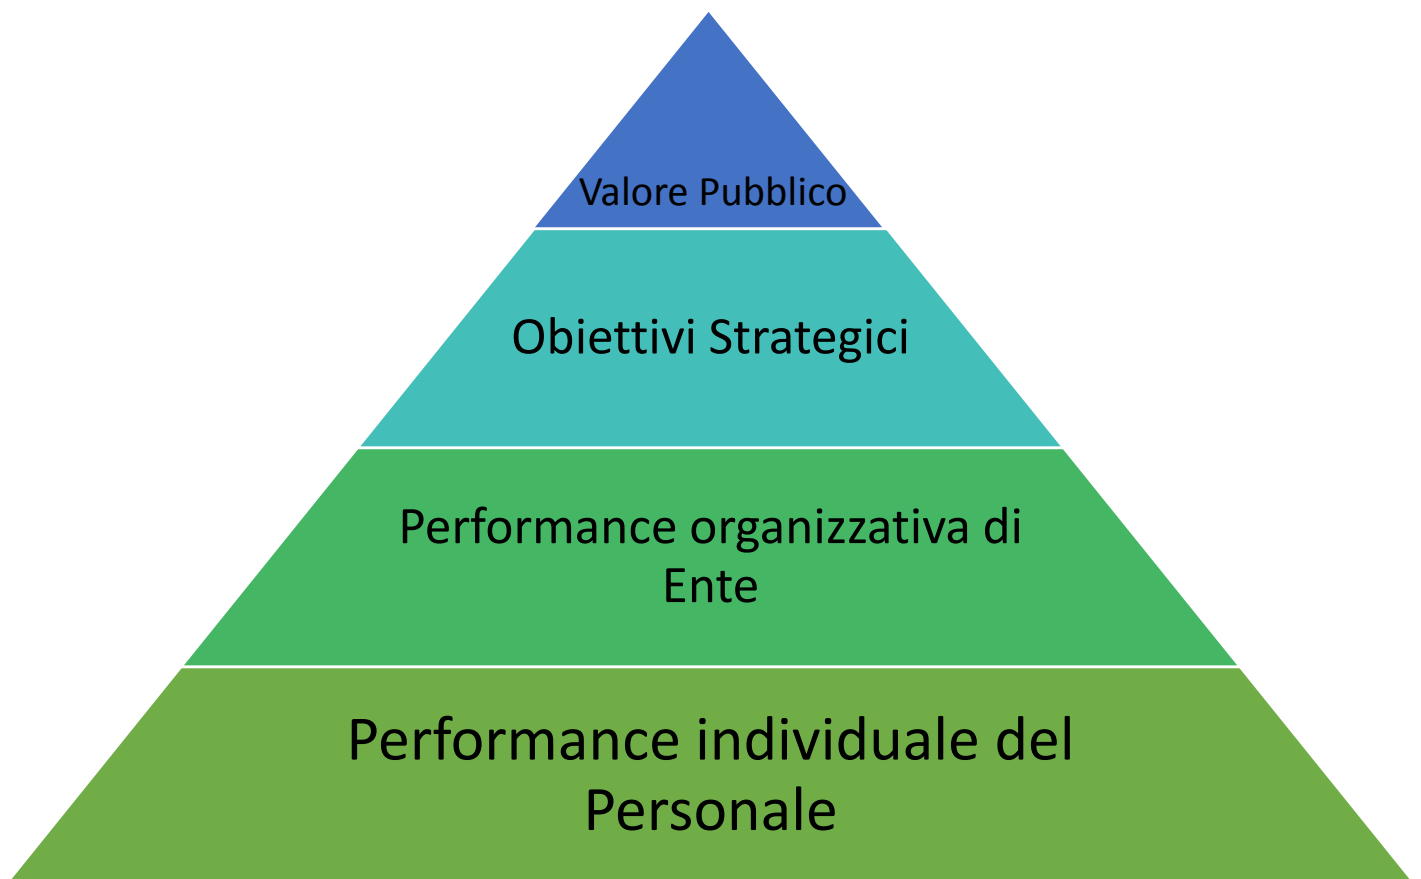 Valore Pubblico
Obiettivi Strategici
Performance organizzativa di
Ente
Performance individuale del
Personale